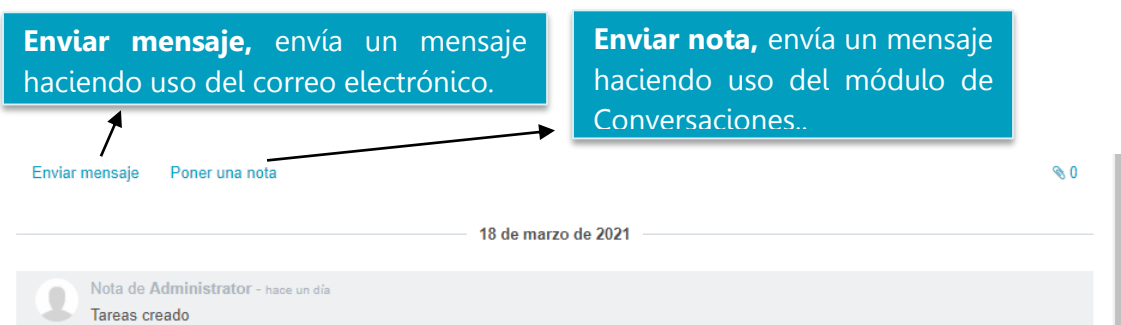 Enviar mensaje, envía un mensaje
haciendo uso del correo electrónico.
Enviar nota, envía un mensaje
haciendo uso del módulo de
Conversaciones..
Enviar mensaje Poner una nota 0
18 de marzo de 2021
Nota de Administrator - hace un día
Tareas creado